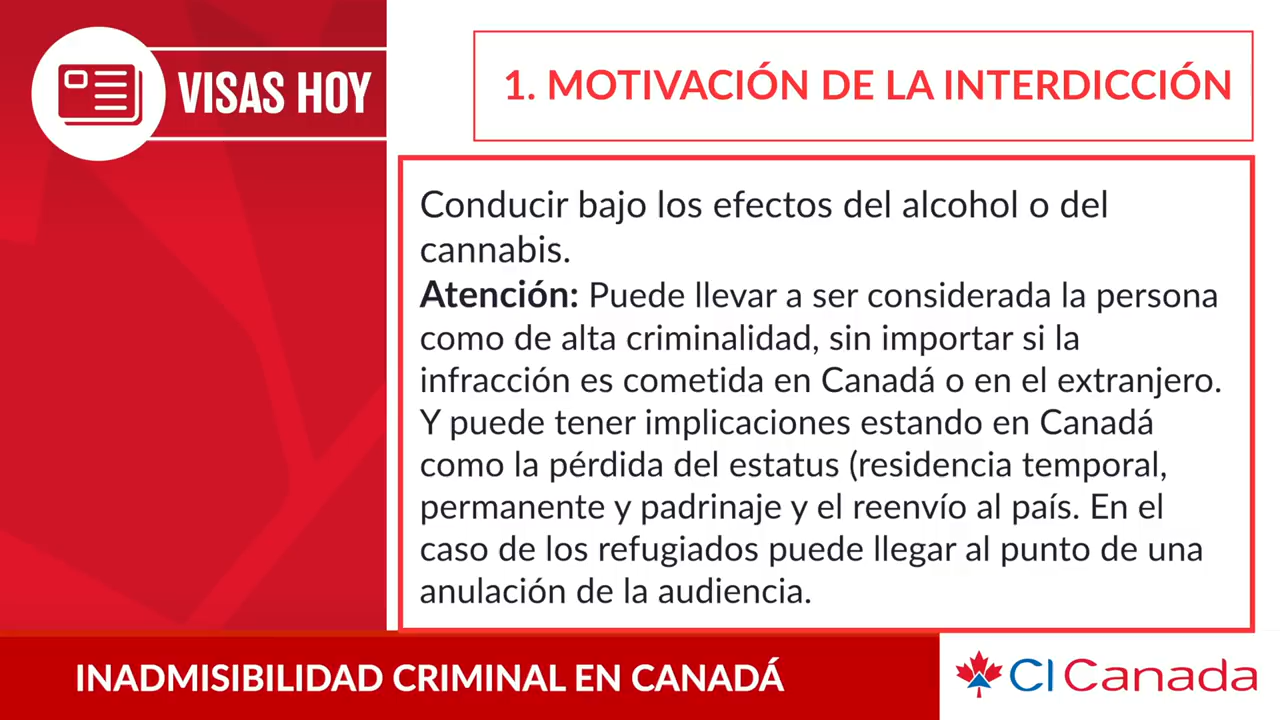 VISAS HOY
1. MOTIVACIÓN DE LA INTERDICCIÓN
Conducir bajo los efectos del alcohol o del
cannabis.
Atención: Puede llevar a ser considerada la persona
como de alta criminalidad, sin importar si la
infracción es cometida en Canadá o en el extranjero.
Y puede tener implicaciones estando en Canadá
como la pérdida del estatus (residencia temporal,
permanente y padrinaje y el reenvío al país. En el
caso de los refugiados puede llegar al punto de una
anulación de la audiencia.
INADMISIBILIDAD CRIMINAL EN CANADÁ
CI Canada